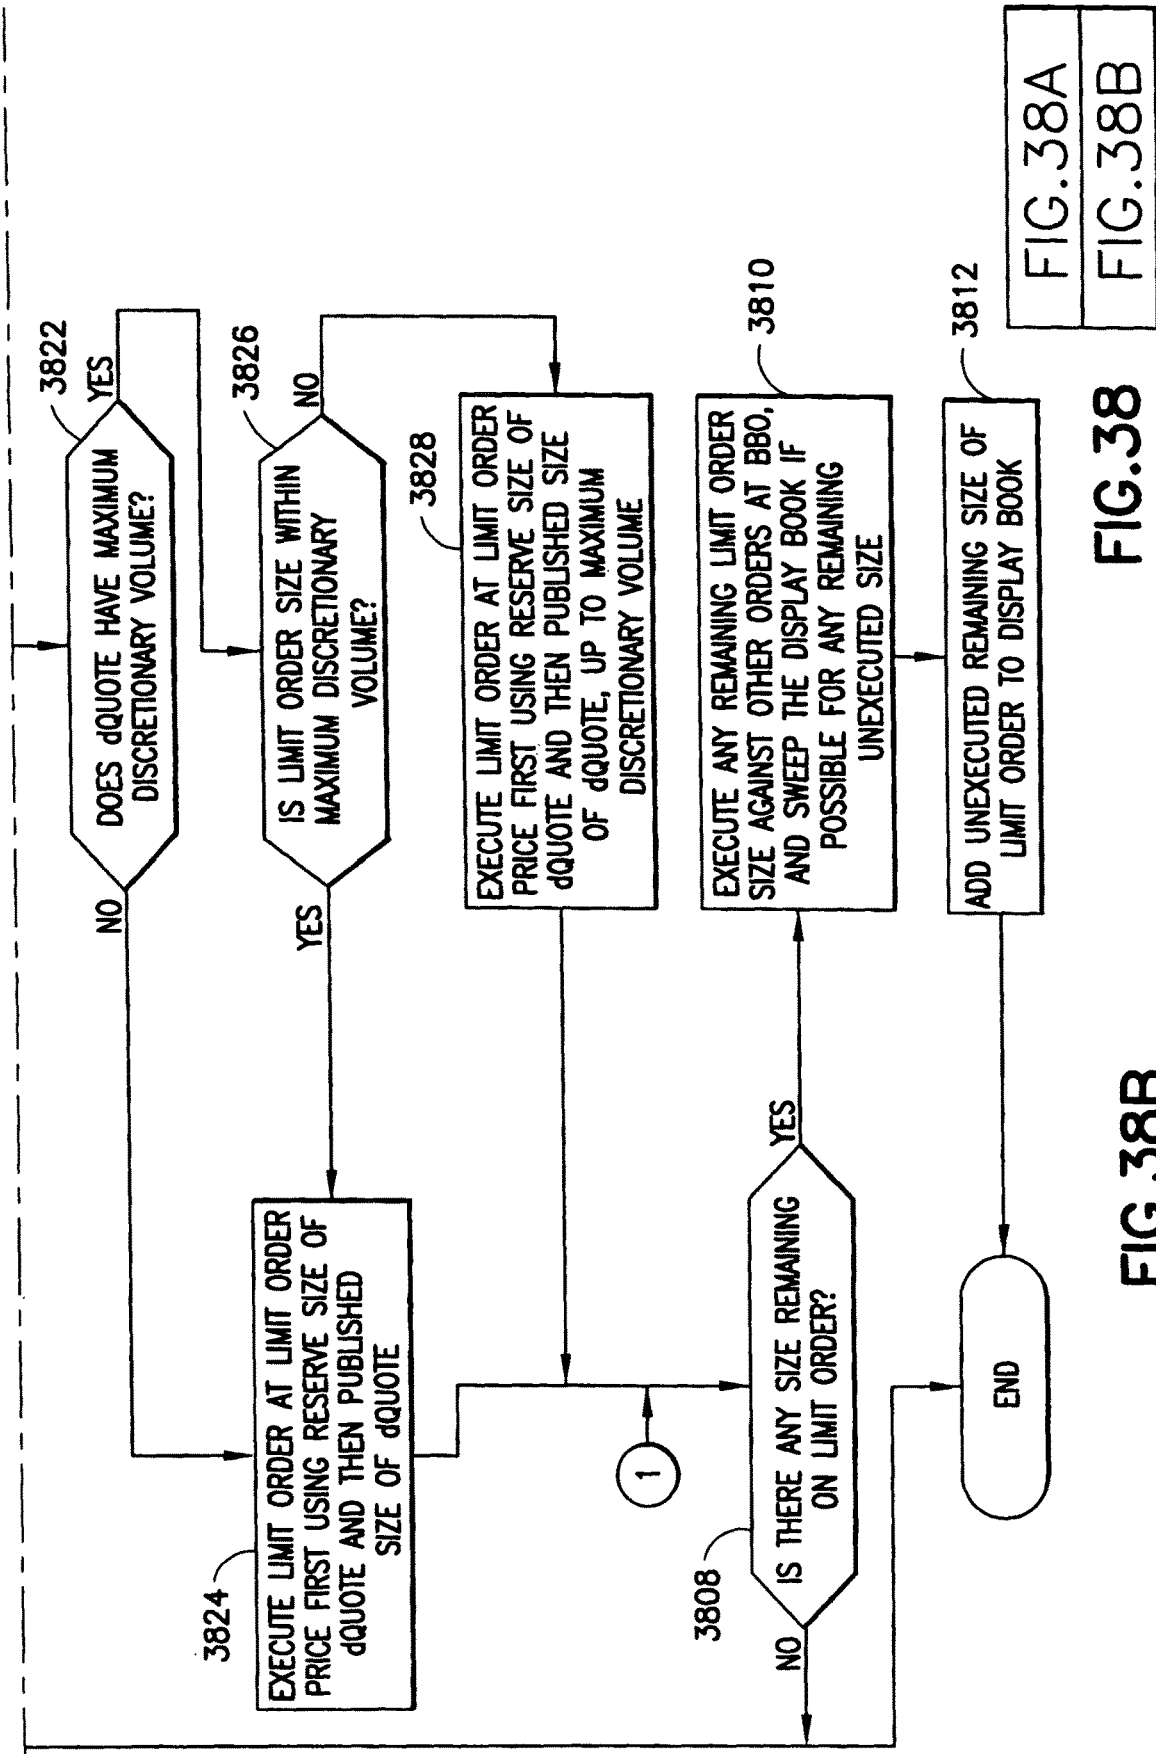 3822
DOES dQUOTE HAVE MAXIMUM
DISCRETIONARY VOLUME?
NO
YES
3826
IS LIMIT ORDER SIZE WITHIN
MAXIMUM DISCRETIONARY
VOLUME?
YES
NO
3824
EXECUTE LIMIT ORDER AT LIMIT ORDER
PRICE FIRST USING RESERVE SIZE OF
dQUOTE AND THEN PUBLISHED
SIZE OF dQUOTE
3828
EXECUTE LIMIT ORDER AT LIMIT ORDER
PRICE FIRST USING RESERVE SIZE OF
dQUOTE AND THEN PUBLISHED SIZE
OF dQUOTE, UP TO MAXIMUM
DISCRETIONARY VOLUME
1
3808
IS THERE ANY SIZE REMAINING
ON LIMIT ORDER?
NO
YES
3810
EXECUTE ANY REMAINING LIMIT ORDER
SIZE AGAINST OTHER ORDERS AT BBO,
AND SWEEP THE DISPLAY BOOK IF
POSSIBLE FOR ANY REMAINING
UNEXECUTED SIZE
3812
ADD UNEXECUTED REMAINING SIZE OF
LIMIT ORDER TO DISPLAY BOOK
END
FIG.38B
FIG.38
FIG.38A
FIG.38B